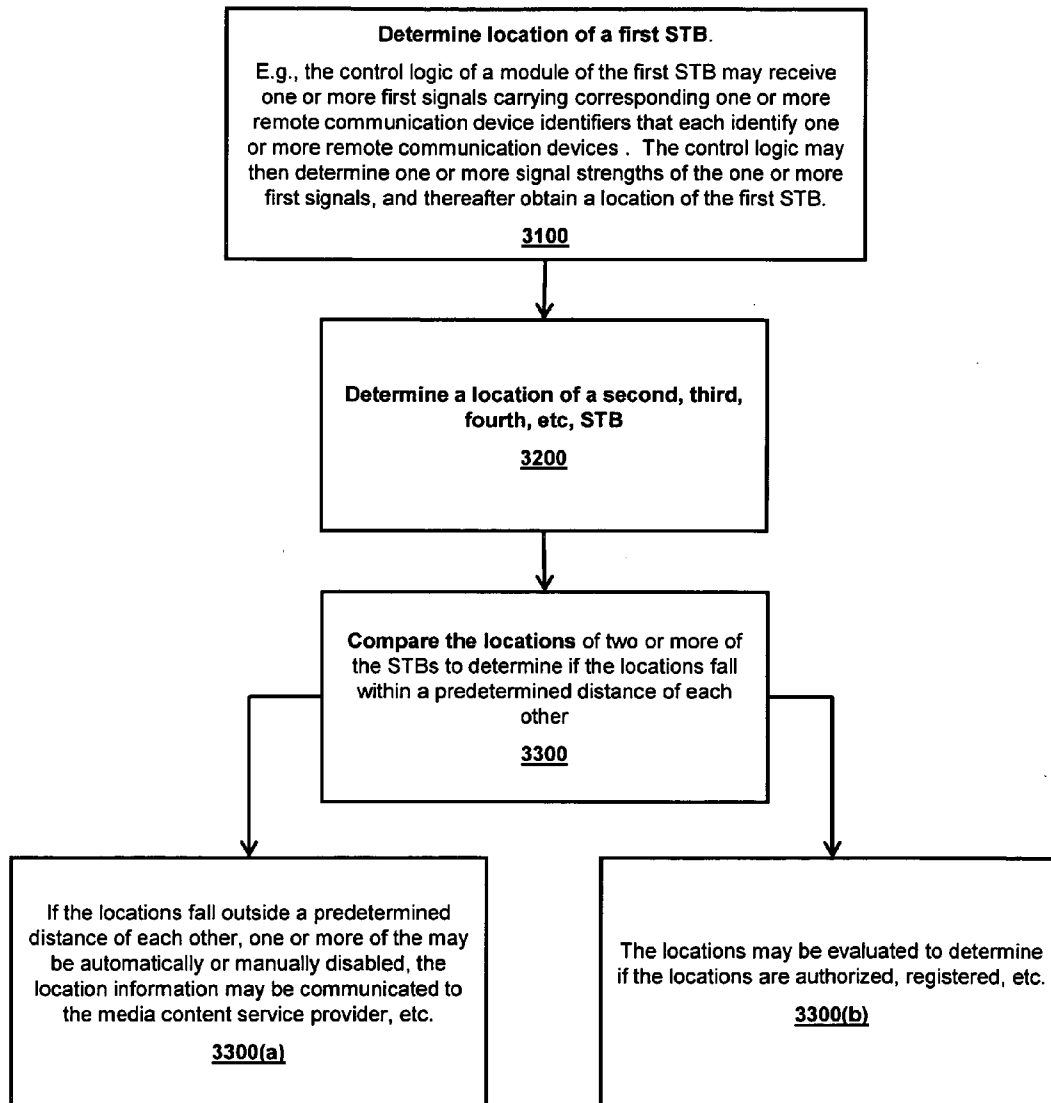 Determine location of a first STB.
E.g., the control logic of a module of the first STB may receive
one or more first signals carrying corresponding one or more
remote communication device identifiers that each identify one
or more remote communication devices . The control logic may
then determine one or more signal strengths of the one or more
first signals, and thereafter obtain a location of the first STB.
3100
Determine a location of a second, third,
fourth, etc, STB
3200
Compare the locations of two or more of
the STBs to determine if the locations fall
within a predetermined distance of each
other
3300
If the locations fall outside a predetermined
distance of each other, one or more of the may
be automatically or manually disabled, the
location information may be communicated to
the media content service provider, etc.
3300(a)
The locations may be evaluated to determine
if the locations are authorized, registered, etc.
3300(b)